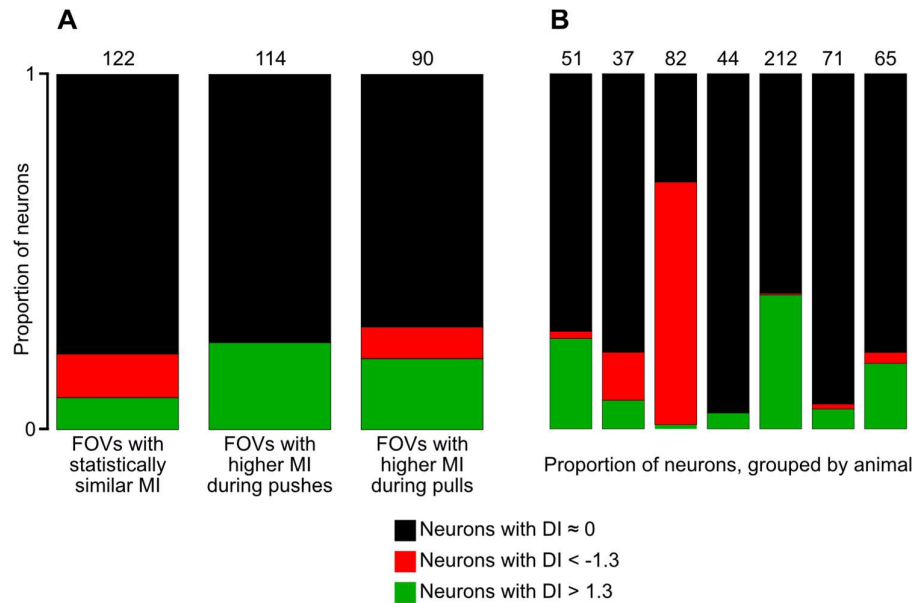 A
B
122
114
90
51
37
82
44
212
71
65
1
0
Proportion of neurons
FOVs with
statistically
similar MI
FOVs with
higher MI
during pushes
FOVs with
higher MI
during pulls
Proportion of neurons, grouped by animal
Neurons with DI ≈ 0
Neurons with DI < -1.3
Neurons with DI > 1.3